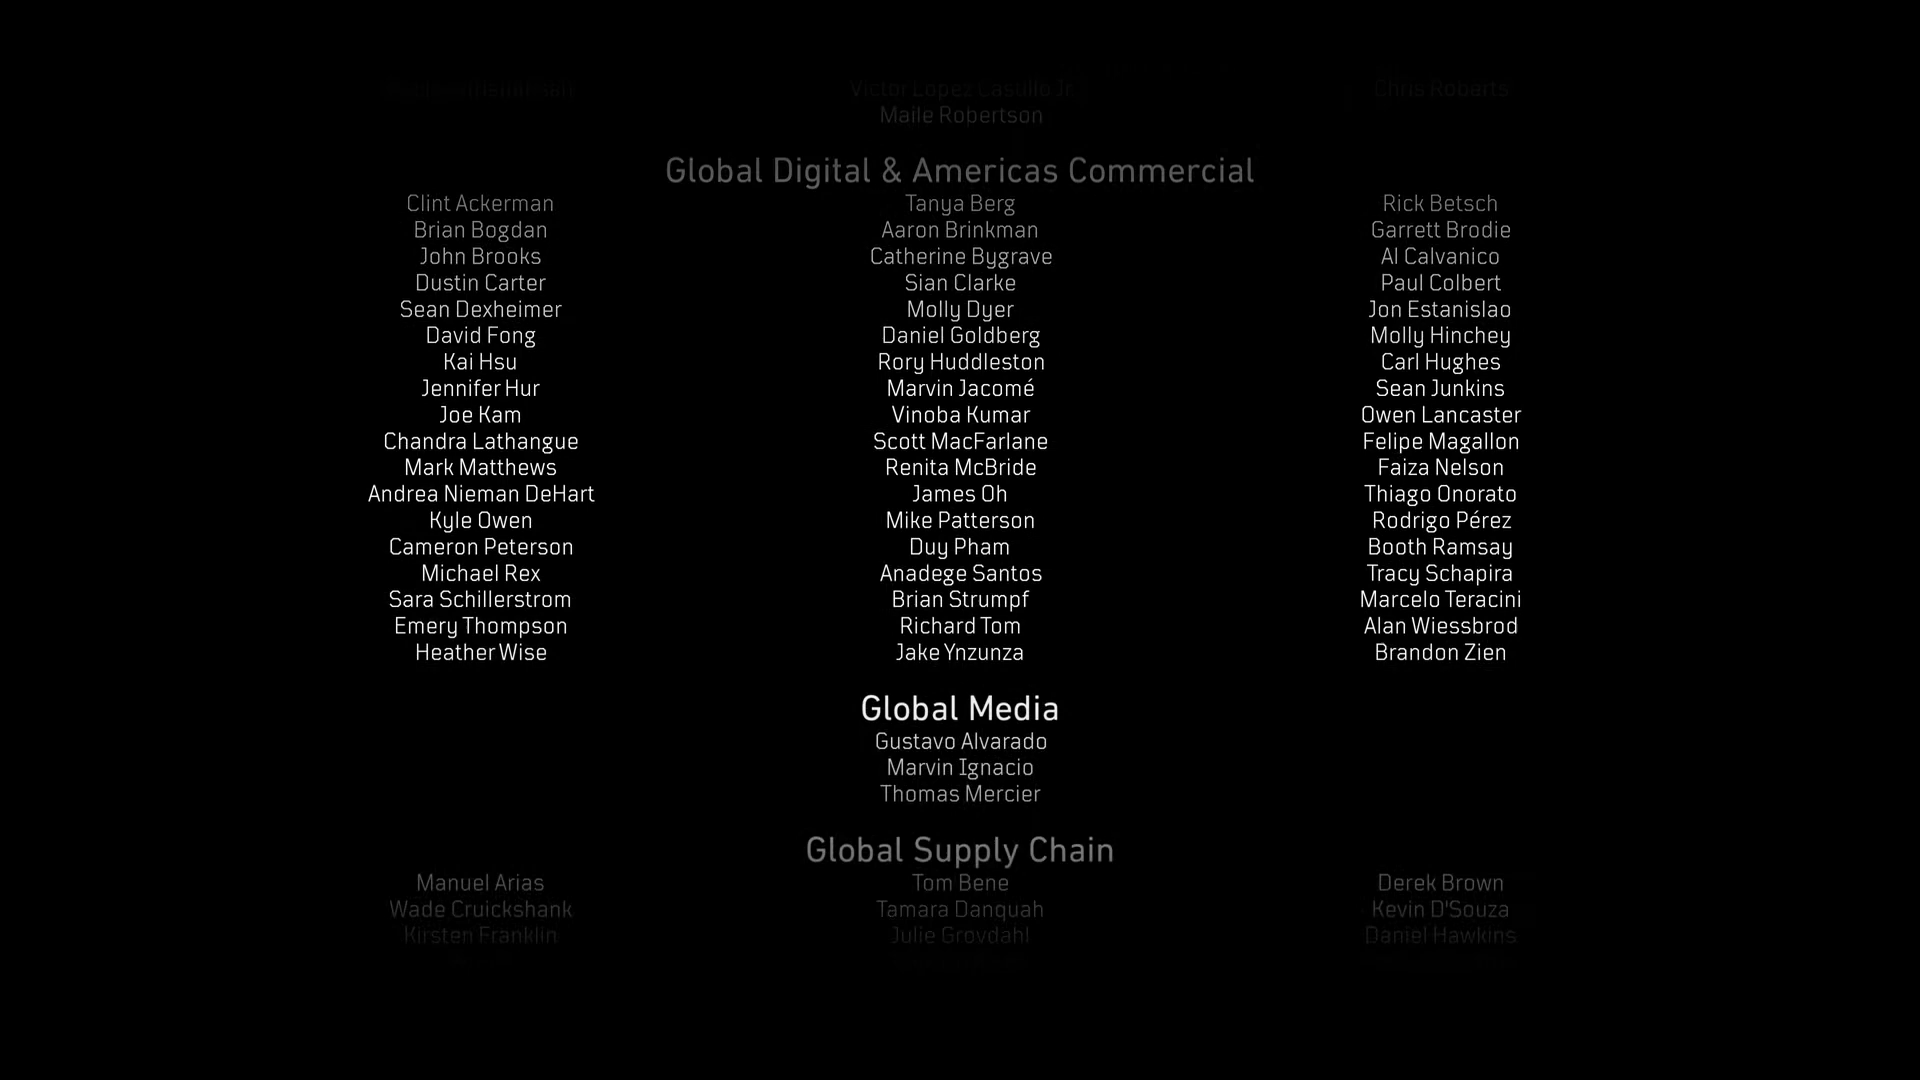 Victor Lopez Castillo Jr. Chris Roberts
Maile Robertson
Global Digital & Americas Commercial
Clint Ackerman Tanya Berg Rick Betsch
Brian Bogdan Aaron Brinkman Garrett Brodie
John Brooks Catherine Bygrave Al Calvanico
Dustin Carter Sian Clarke Paul Colbert
Sean Dexheimer Molly Dyer Jon Estanislao
David Fong Daniel Goldberg Molly Hinchey
Kai Hsu Rory Huddleston Carl Hughes
Jennifer Hur Marvin Jacomé Sean Junkins
Joe Kam Vinoba Kumar Owen Lancaster
Chandra Lathangue Scott MacFarlane Felipe Magallon
Mark Matthews Renita McBride Faiza Nelson
Andrea Nieman DeHart James Oh Thiago Onorato
Kyle Owen Mike Patterson Rodrigo Pérez
Cameron Peterson Duy Pham Booth Ramsay
Michael Rex Anadege Santos Tracy Schapira
Sara Schillerstrom Brian Strumpf Marcelo Teracini
Emery Thompson Richard Tom Alan Wiessbrod
Heather Wise Jake Ynzunza Brandon Zien
Global Media
Gustavo Alvarado
Marvin Ignacio
Thomas Mercier
Global Supply Chain
Manuel Arias Tom Bene Derek Brown
Wade Cruickshank Tamara Danquah Kevin D'Souza
Kirsten Franklin Julie Grovdahl Daniel Hawkins